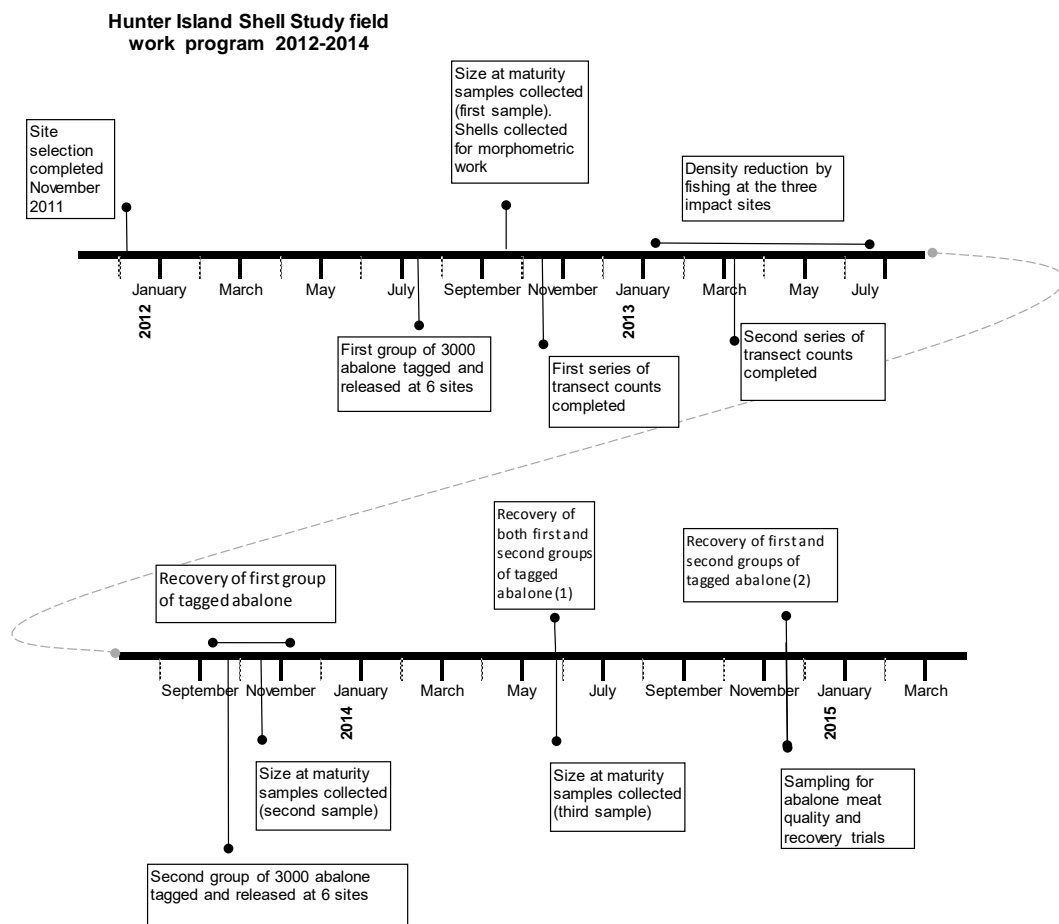 Hunter Island Shell Study field
work program 2012-2014
Site
selection
completed
November
2011
Size at maturity
samples collected
(first sample).
Shells collected
for morphometric
work
Density reduction by
fishing at the three
impact sites
January
March
May
July
September
November
January
March
May
July
2012
2013
First group of 3000
abalone tagged and
released at 6 sites
First series of
transect counts
completed
Second series of
transect counts
completed
Recovery of first group
of tagged abalone
Recovery of
both first and
second groups
of tagged
abalone (1)
Recovery of first and
second groups of
tagged abalone (2)
September
November
January
March
May
July
September
November
January
March
2014
2015
Size at maturity
samples collected
(second sample)
Size at maturity
samples collected
(third sample)
Sampling for
abalone meat
quality and
recovery trials
Second group of 3000 abalone
tagged and released at 6 sites